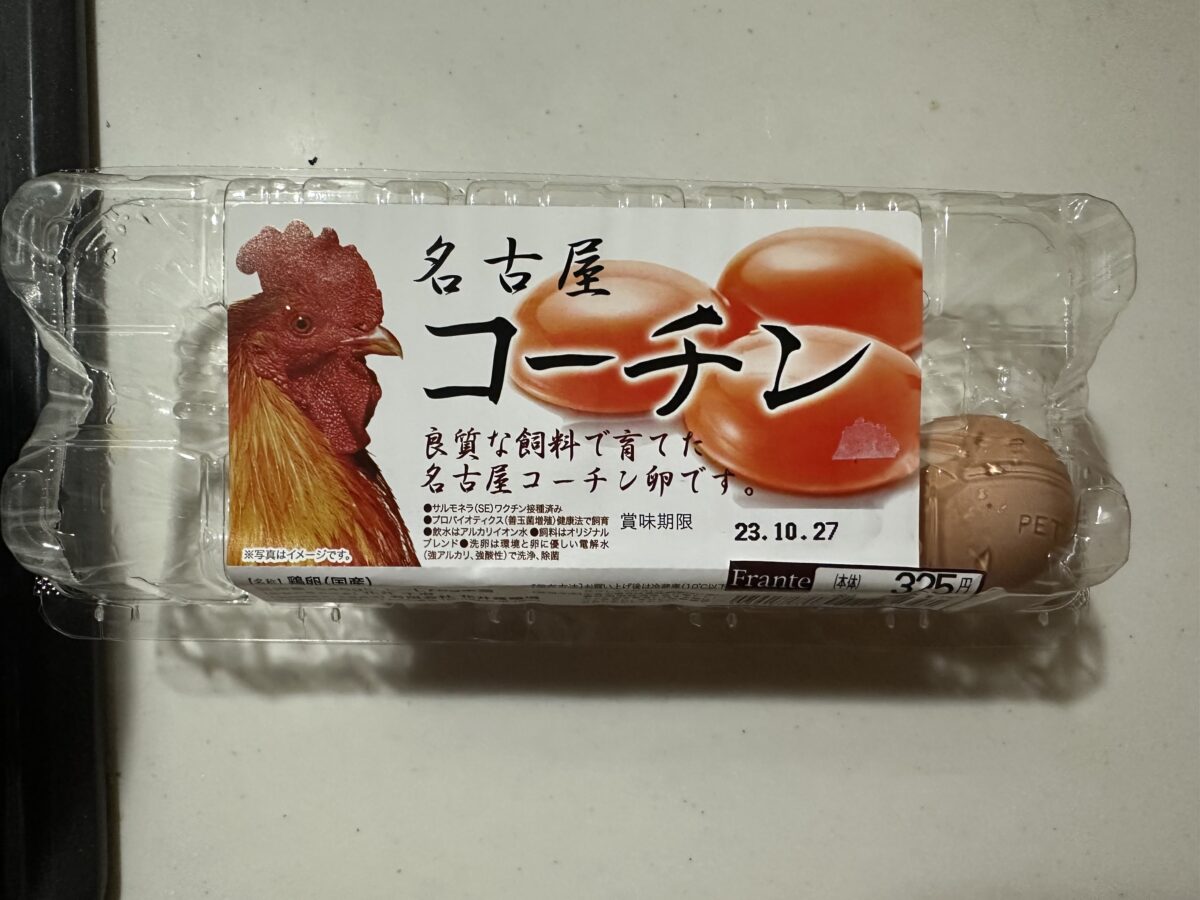 名古屋
コーチン
良質な飼料で育てた
名古屋コーチン卵です。
●サルモネラ(SE)ワクチン接種済み
●プロバイオティクス(善玉菌増殖)健康法で飼育
●飲水はアルカリイオン水●飼料はオリジナル
ブレンド●洗卵は環境と卵に優しい電解水
(強アルカリ、強酸性)で洗浄、除菌
賞味期限
23.10.27
※写真はイメージです。
PET
【名称】鶏卵(国産)
Frante
(本体)
325円